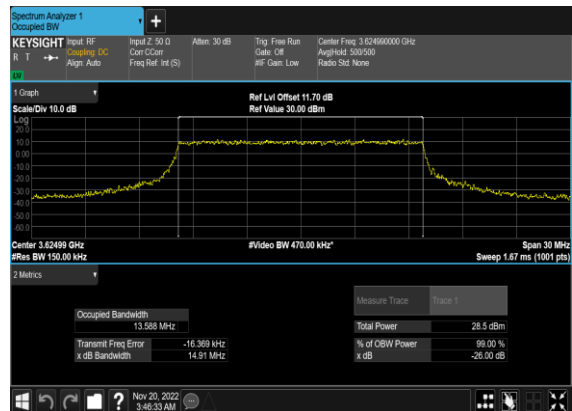 Spectrum Analyzer 1
Occupied BW
KEYSIGHT Input: RF Input Z: 50 Ω Atten: 30 dB Trig: Free Run Center Freq: 3.624990000 GHz
R T Coupling: DC Corr CCorr Gate: Off Avg|Hold: 500/500
Align: Auto Freq Ref: Int (S) #IF Gain: Low Radio Std: None
LW
1 Graph
Ref Lvl Offset 11.70 dB
Scale/Div 10.0 dB Ref Value 30.00 dBm
Log
20.0
10.0
0.00
-10.0
-20.0
-30.0
-40.0
-50.0
-60.0
Center 3.62499 GHz #Video BW 470.00 kHz* Span 30 MHz
#Res BW 150.00 kHz Sweep 1.67 ms (1001 pts)
2 Metrics
Measure Trace Trace 1
Occupied Bandwidth
13.588 MHz Total Power 28.5 dBm
Transmit Freq Error -16.369 kHz % of OBW Power 99.00 %
x dB Bandwidth 14.91 MHz x dB -26.00 dB
Nov 20, 2022
3:46:33 AM